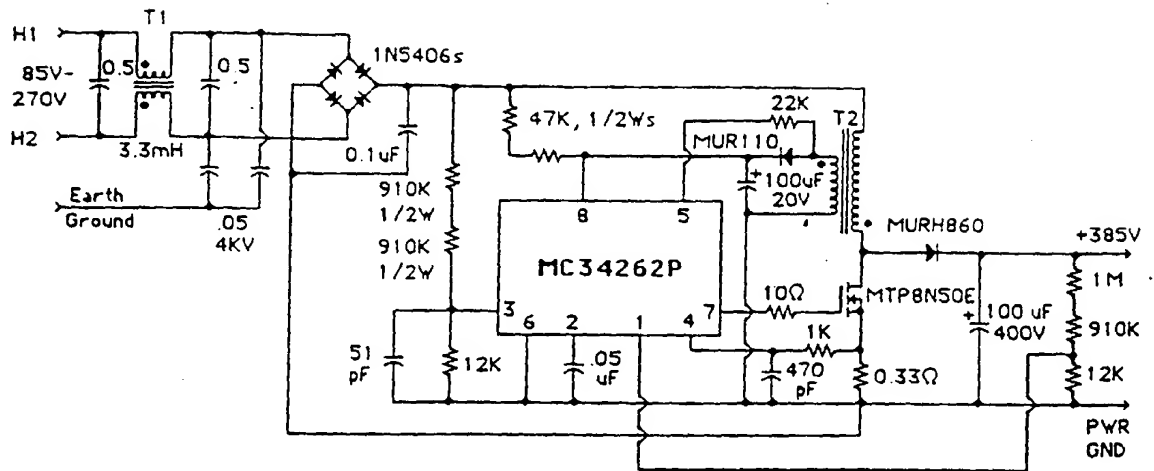 T1
H1
0.5
0.5
85V-
270V
H2
3.3mH
Earth
Ground
.05
4KV
1N5406s
0.1uF
47K, 1/2Ws
22K
T2
MUR110
+
100uF
20V
910K
1/2W
910K
1/2W
8
5
MC34262P
3
6
2
1
4
7
10Ω
MTP8N50E
MURH860
+385V
1M
910K
12K
+
100 uF
400V
51
pF
12K
.05
uF
1K
470
pF
0.33Ω
PWR
GND